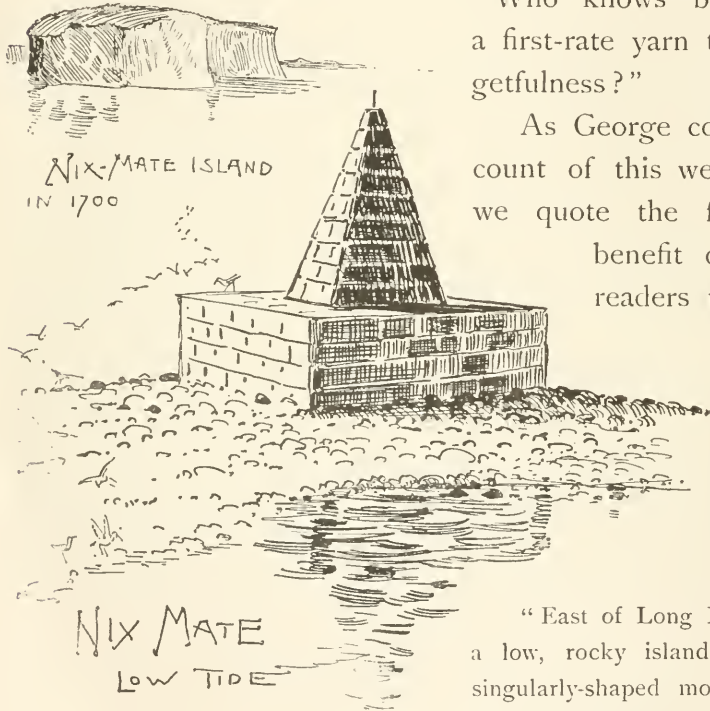 Who knows b
a first-rate yarn t
getfulness?”
As George co
count of this we
we quote the f
benefit o
readers
NIX-MATE ISLAND
IN 1700
NIX MATE
LOW TIDE
“East of Long
a low, rocky island
singularly-shaped mo